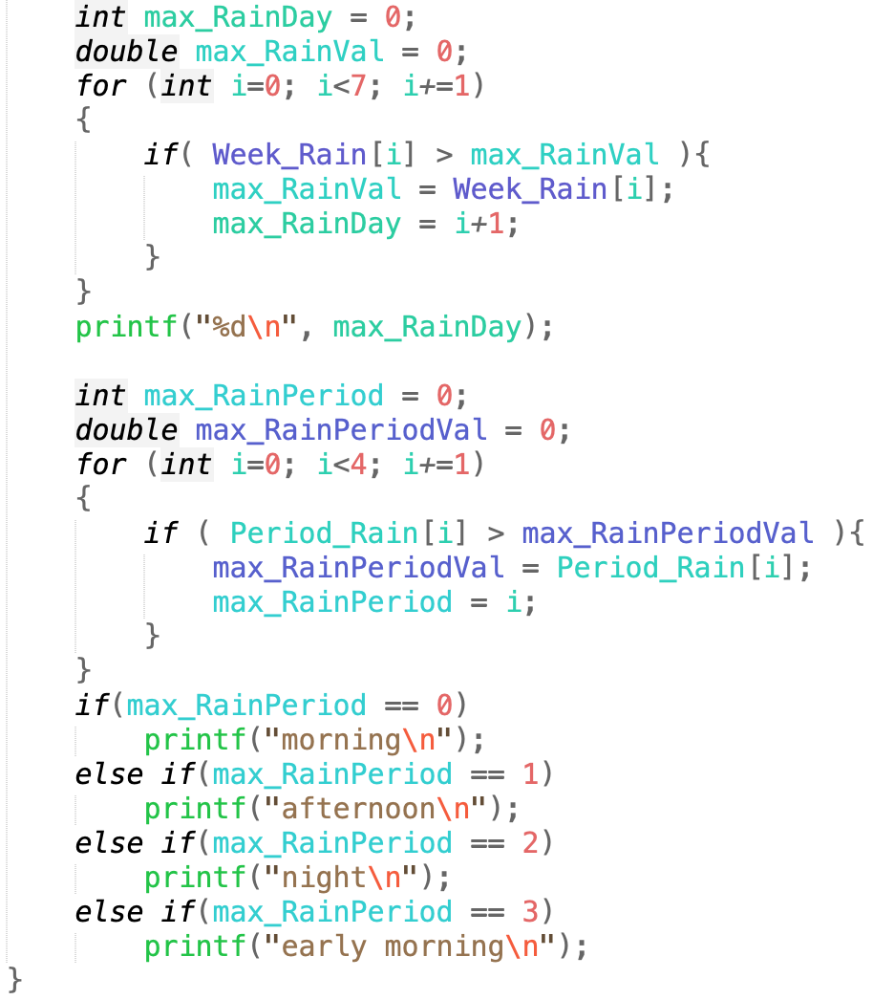 int max_RainDay = 0;
double max_RainVal = 0;
for (int i=0; i<7; i+=1)
{
if( Week_Rain[i] > max_RainVal ){
max_RainVal = Week_Rain[i];
max_RainDay = i+1;
}
}
printf("%d\n", max_RainDay);
int max_RainPeriod = 0;
double max_RainPeriodVal = 0;
for (int i=0; i<4; i+=1)
{
if ( Period_Rain[i] > max_RainPeriodVal ){
max_RainPeriodVal = Period_Rain[i];
max_RainPeriod = i;
}
}
if(max_RainPeriod == 0)
printf("morning\n");
else if(max_RainPeriod == 1)
printf("afternoon\n");
else if(max_RainPeriod == 2)
printf("night\n");
else if(max_RainPeriod == 3)
printf("early morning\n");
}